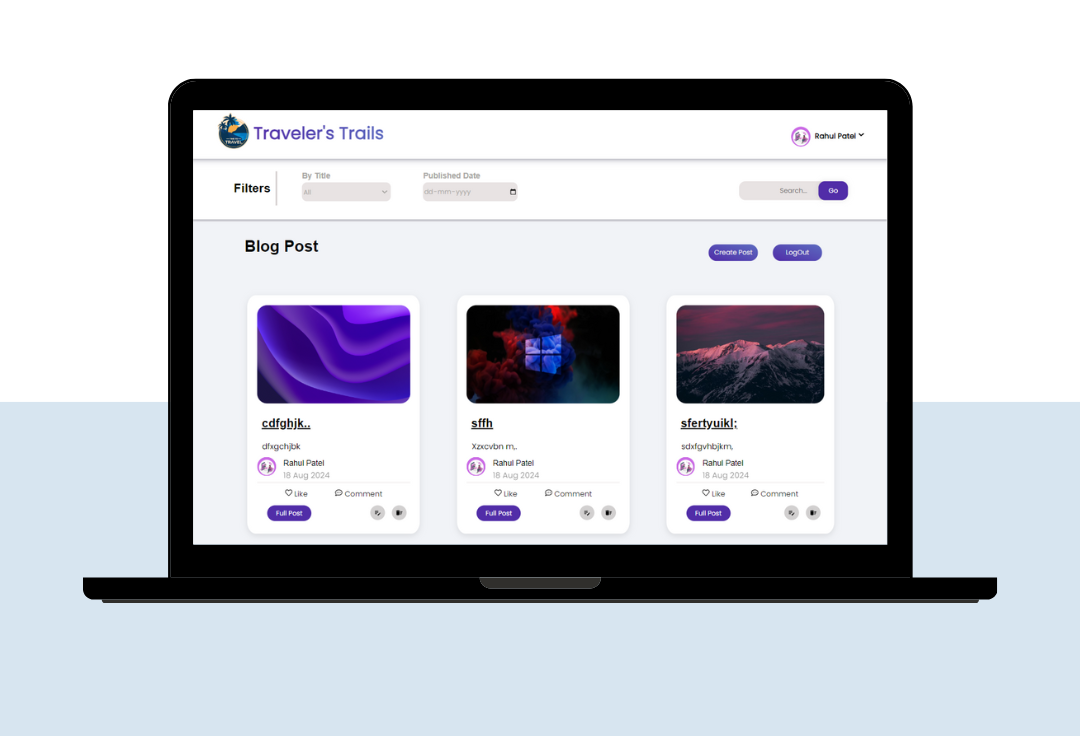 Traveler's Trails
TRAVEL
Rahul Patel
Filters
By Title
All
Published Date
dd-mm-yyyy
Search...
Go
Blog Post
Create Post
LogOut
cdfghjk..
dfxgchjbk
Rahul Patel
18 Aug 2024
Like
Comment
Full Post
sffh
Xzxcvbn m,.
Rahul Patel
18 Aug 2024
Like
Comment
Full Post
sfertyuikl;
sdxfgvhbjkm,
Rahul Patel
18 Aug 2024
Like
Comment
Full Post